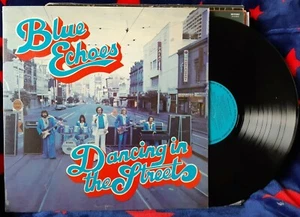 Blue
Echoes
Dancing in
the Streets